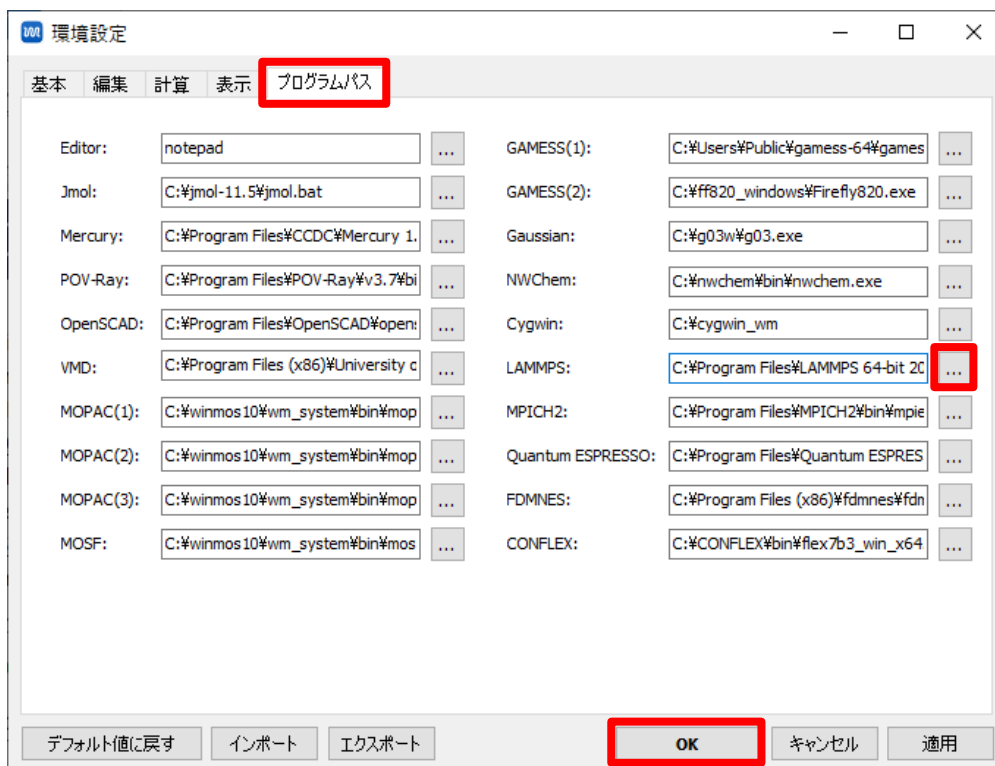 環境設定
基本 編集 計算 表示 プログラムパス
Editor: notepad ... GAMESS(1): C:¥Users¥Public¥gamess-64¥games ...
Jmol: C:¥jmol-11.5¥jmol.bat ... GAMESS(2): C:¥ff820_windows¥Firefly820.exe ...
Mercury: C:¥Program Files¥CCDC¥Mercury 1. ... Gaussian: C:¥g03w¥g03.exe ...
POV-Ray: C:¥Program Files¥POV-Ray¥v3.7¥bi ... NWChem: C:¥nwchem¥bin¥nwchem.exe ...
OpenSCAD: C:¥Program Files¥OpenSCAD¥opens ... Cygwin: C:¥cygwin_wm ...
VMD: C:¥Program Files (x86)¥University o ... LAMMPS: C:¥Program Files¥LAMMPS 64-bit 20 ...
MOPAC(1): C:¥winmos10¥wm_system¥bin¥mop ... MPICH2: C:¥Program Files¥MPICH2¥bin¥mpie ...
MOPAC(2): C:¥winmos10¥wm_system¥bin¥mop ... Quantum ESPRESSO: C:¥Program Files¥Quantum ESPRES ...
MOPAC(3): C:¥winmos10¥wm_system¥bin¥mop ... FDMNES: C:¥Program Files (x86)¥fdmnes¥fdn ...
MOSF: C:¥winmos10¥wm_system¥bin¥mos ... CONFLEX: C:¥CONFLEX¥bin¥flex7b3_win_x64 ...
デフォルト値に戻す インポート エクスポート OK キャンセル 適用